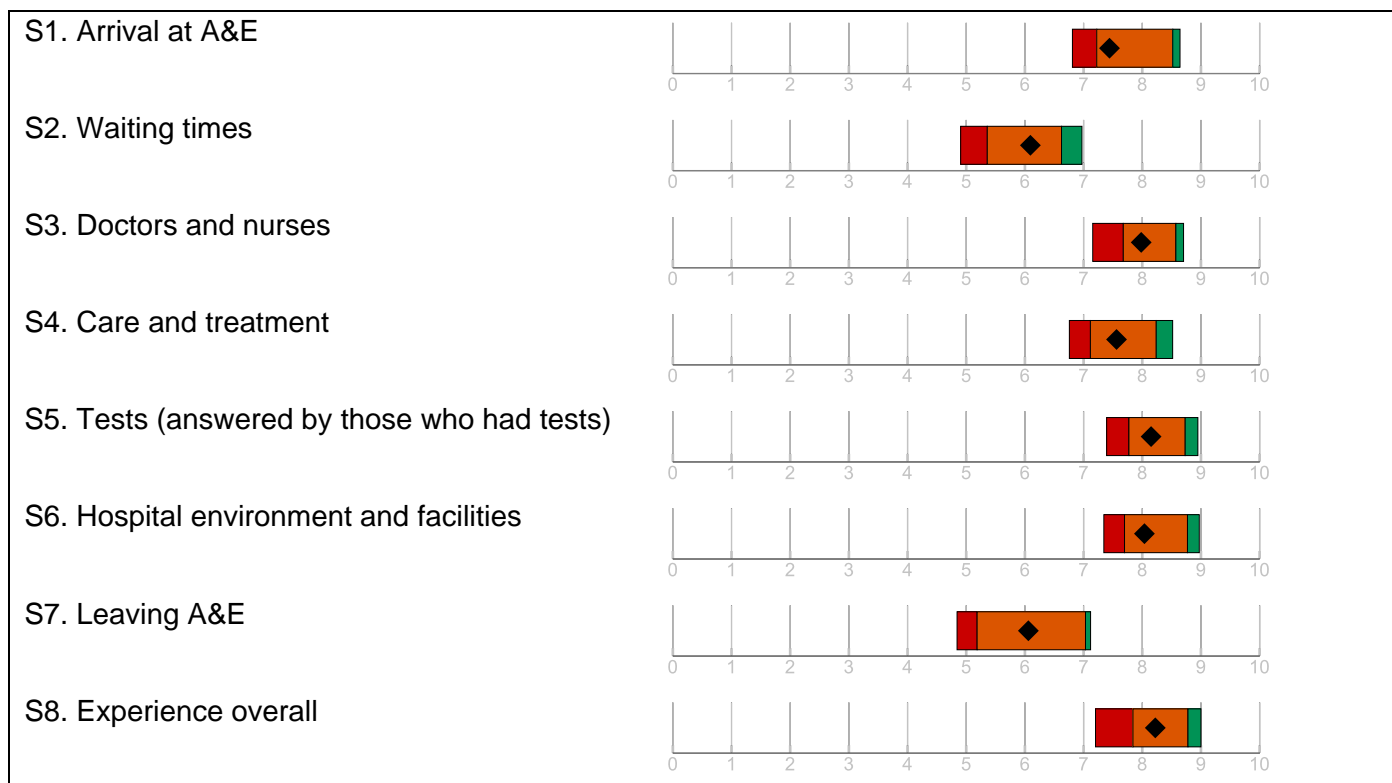 S1. Arrival at A&E
0 1 2 3 4 5 6 7 8 9 10
S2. Waiting times
0 1 2 3 4 5 6 7 8 9 10
S3. Doctors and nurses
0 1 2 3 4 5 6 7 8 9 10
S4. Care and treatment
0 1 2 3 4 5 6 7 8 9 10
S5. Tests (answered by those who had tests)
0 1 2 3 4 5 6 7 8 9 10
S6. Hospital environment and facilities
0 1 2 3 4 5 6 7 8 9 10
S7. Leaving A&E
0 1 2 3 4 5 6 7 8 9 10
S8. Experience overall
0 1 2 3 4 5 6 7 8 9 10